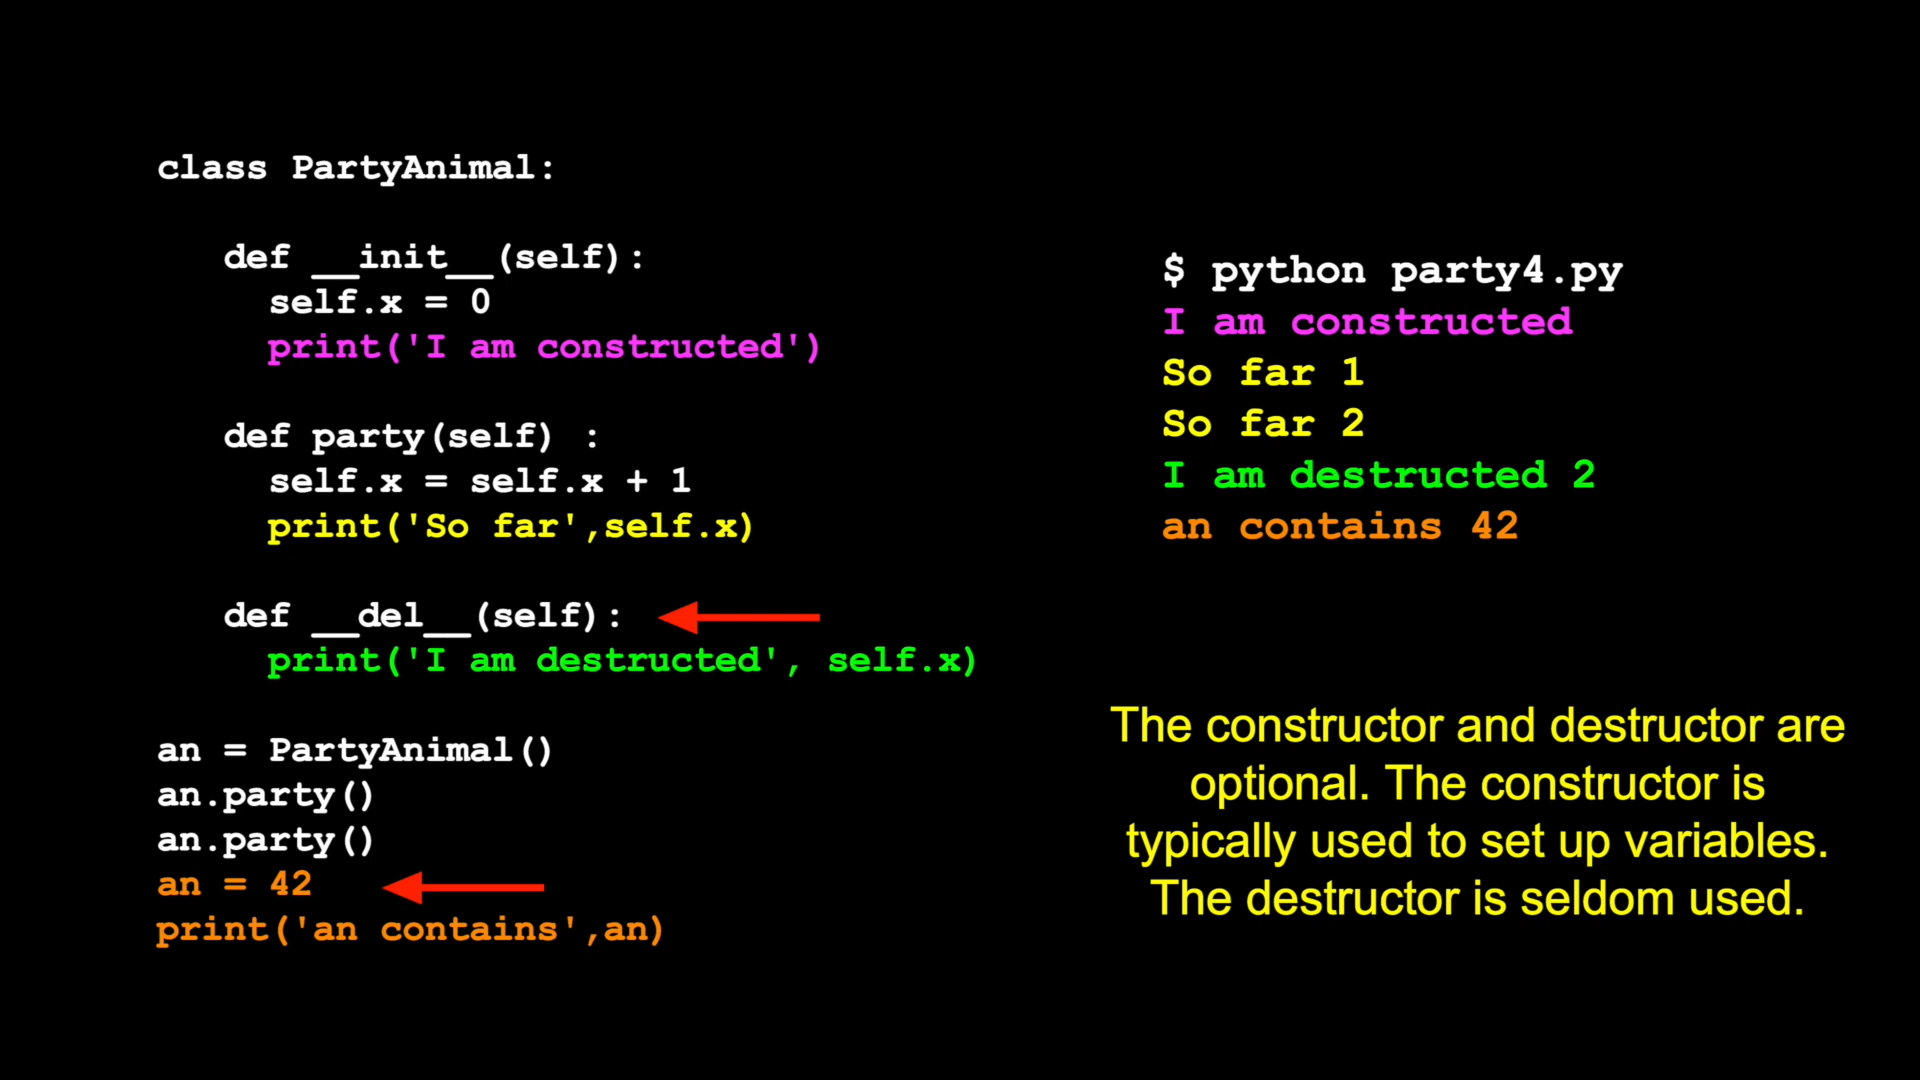 class PartyAnimal:
def __init__(self):
self.x = 0
print('I am constructed')
def party(self) :
self.x = self.x + 1
print('So far',self.x)
def __del__(self):
print('I am destructed', self.x)
an = PartyAnimal()
an.party()
an.party()
an = 42
print('an contains',an)
$ python party4.py
I am constructed
So far 1
So far 2
I am destructed 2
an contains 42
The constructor and destructor are
optional. The constructor is
typically used to set up variables.
The destructor is seldom used.